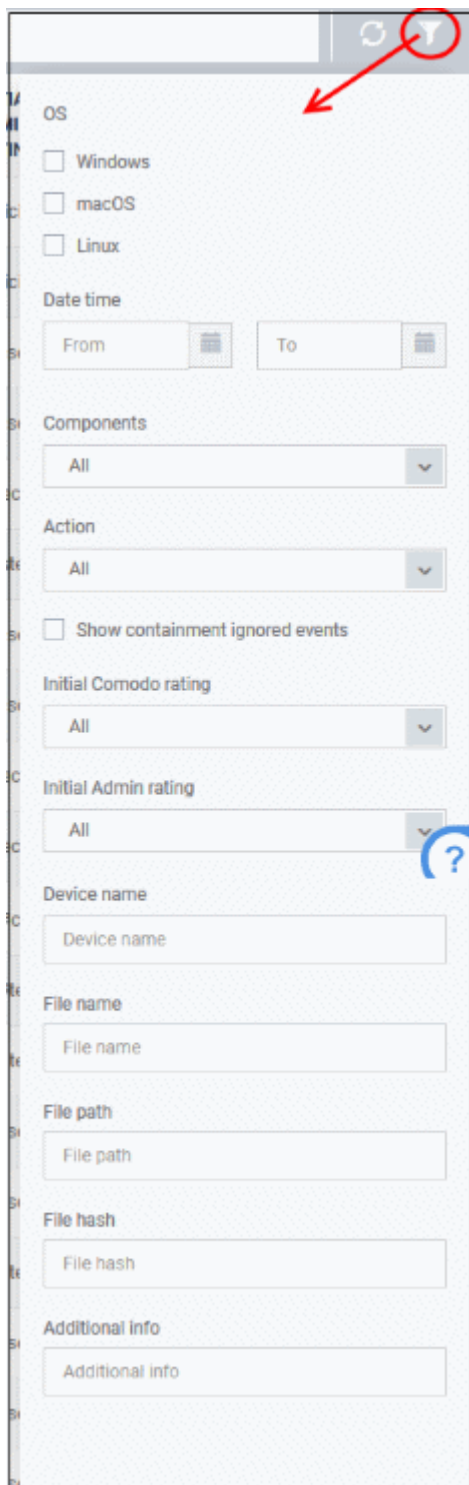 OS
Windows
macOS
Linux
Date time
From To
Components
All
Action
All
Show containment ignored events
Initial Comodo rating
All
Initial Admin rating
All
?
Device name
Device name
File name
File name
File path
File path
File hash
File hash
Additional info
Additional info